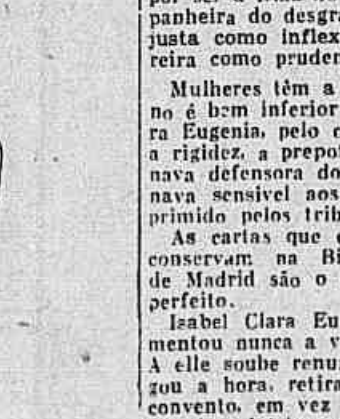 panheira do desgra
justa como inflex
reira como pruden
Mulheres têm a
no é bem inferior
ra Eugenia, pelo
a rigidez, a prepo
nava defensora do
nava sensivel aos
primido pelos trib
As cartas que
conservam na Bi
de Madrid são o
perfeito.
Isabel Clara Eu
mentou nunca a v
A elle soube renu
gou a hora, retira
convento, em vez